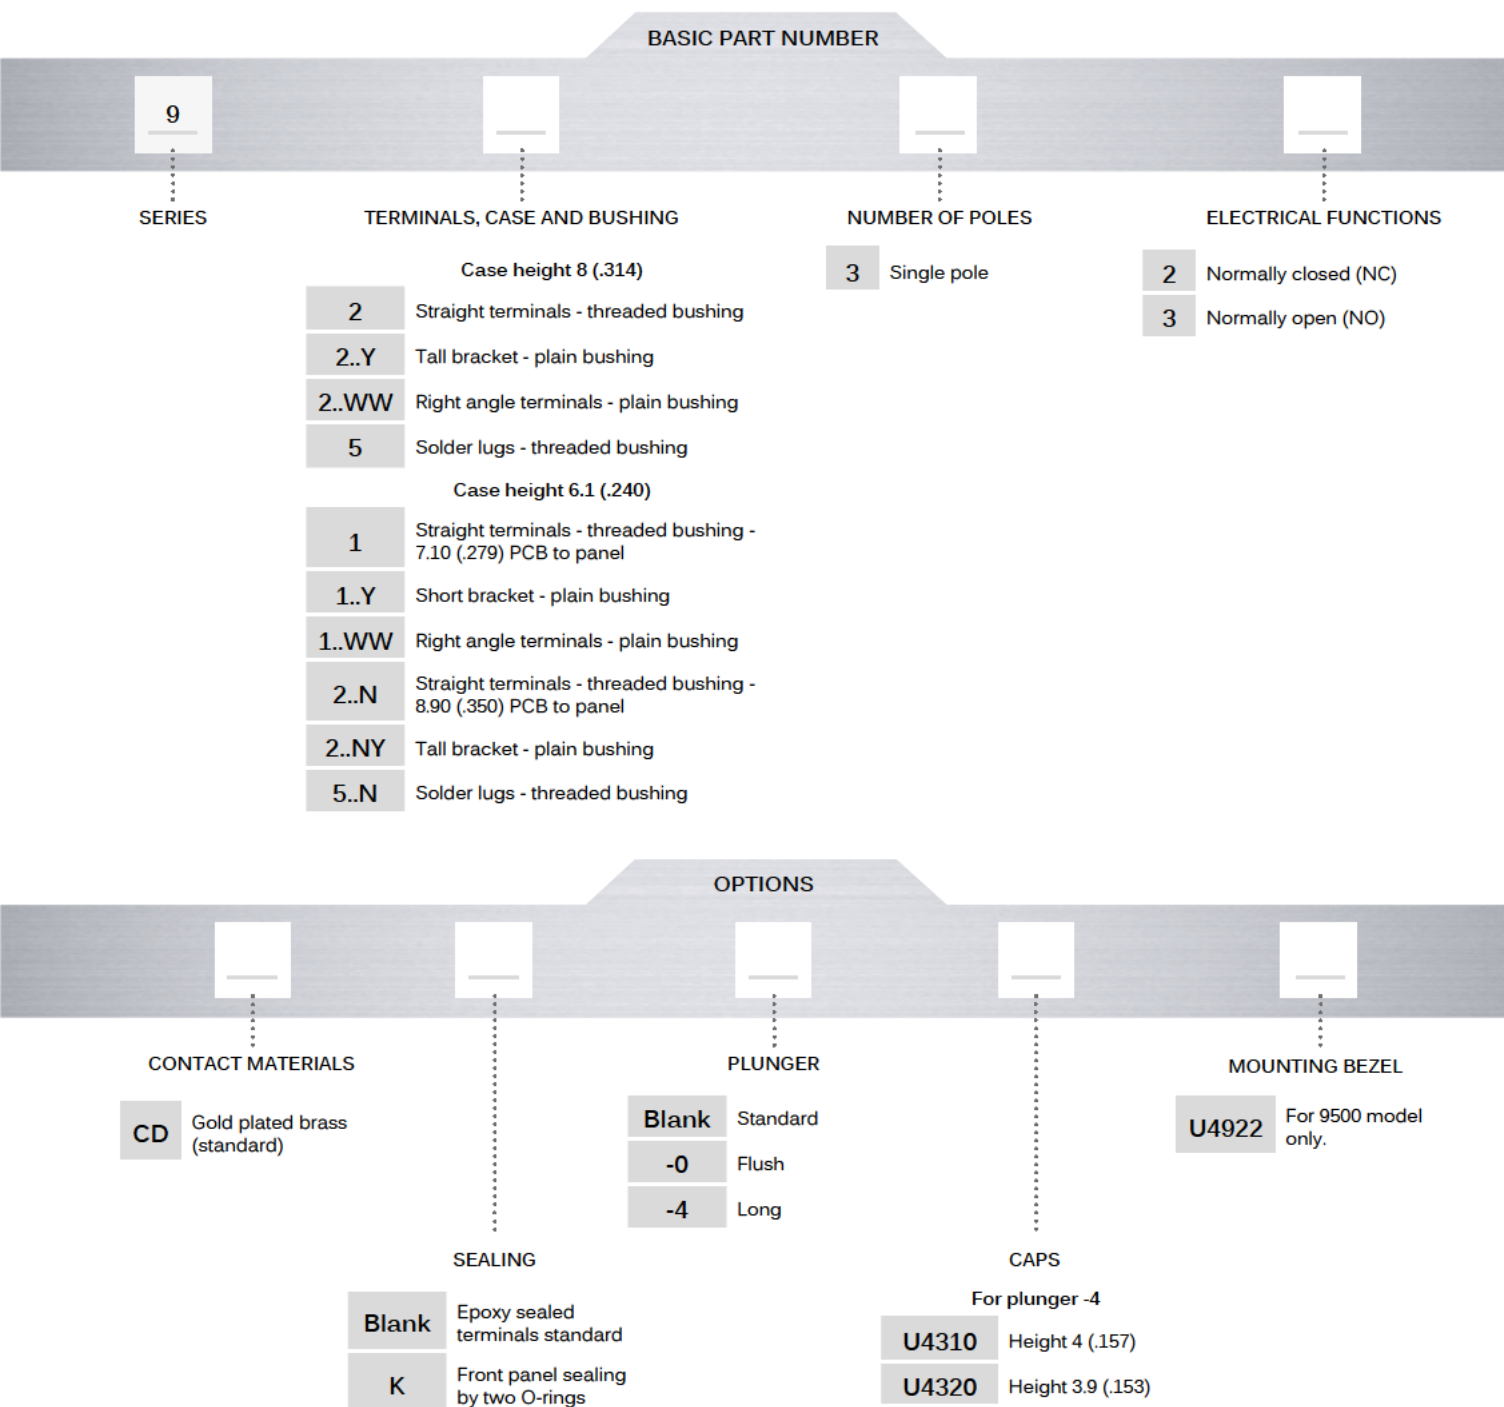 BASIC PART NUMBER
9
SERIES
TERMINALS, CASE AND BUSHING
Case height 8 (.314)
2 Straight terminals - threaded bushing
2..Y Tall bracket - plain bushing
2..WW Right angle terminals - plain bushing
5 Solder lugs - threaded bushing
Case height 6.1 (.240)
1 Straight terminals - threaded bushing -
7.10 (.279) PCB to panel
1..Y Short bracket - plain bushing
1..WW Right angle terminals - plain bushing
2..N Straight terminals - threaded bushing -
8.90 (.350) PCB to panel
2..NY Tall bracket - plain bushing
5..N Solder lugs - threaded bushing
NUMBER OF POLES
3 Single pole
ELECTRICAL FUNCTIONS
2 Normally closed (NC)
3 Normally open (NO)
OPTIONS
CONTACT MATERIALS
CD Gold plated brass
(standard)
SEALING
Blank Epoxy sealed
terminals standard
K Front panel sealing
by two O-rings
PLUNGER
Blank Standard
-0 Flush
-4 Long
CAPS
For plunger -4
U4310 Height 4 (.157)
U4320 Height 3.9 (.153)
MOUNTING BEZEL
U4922 For 9500 model
only.